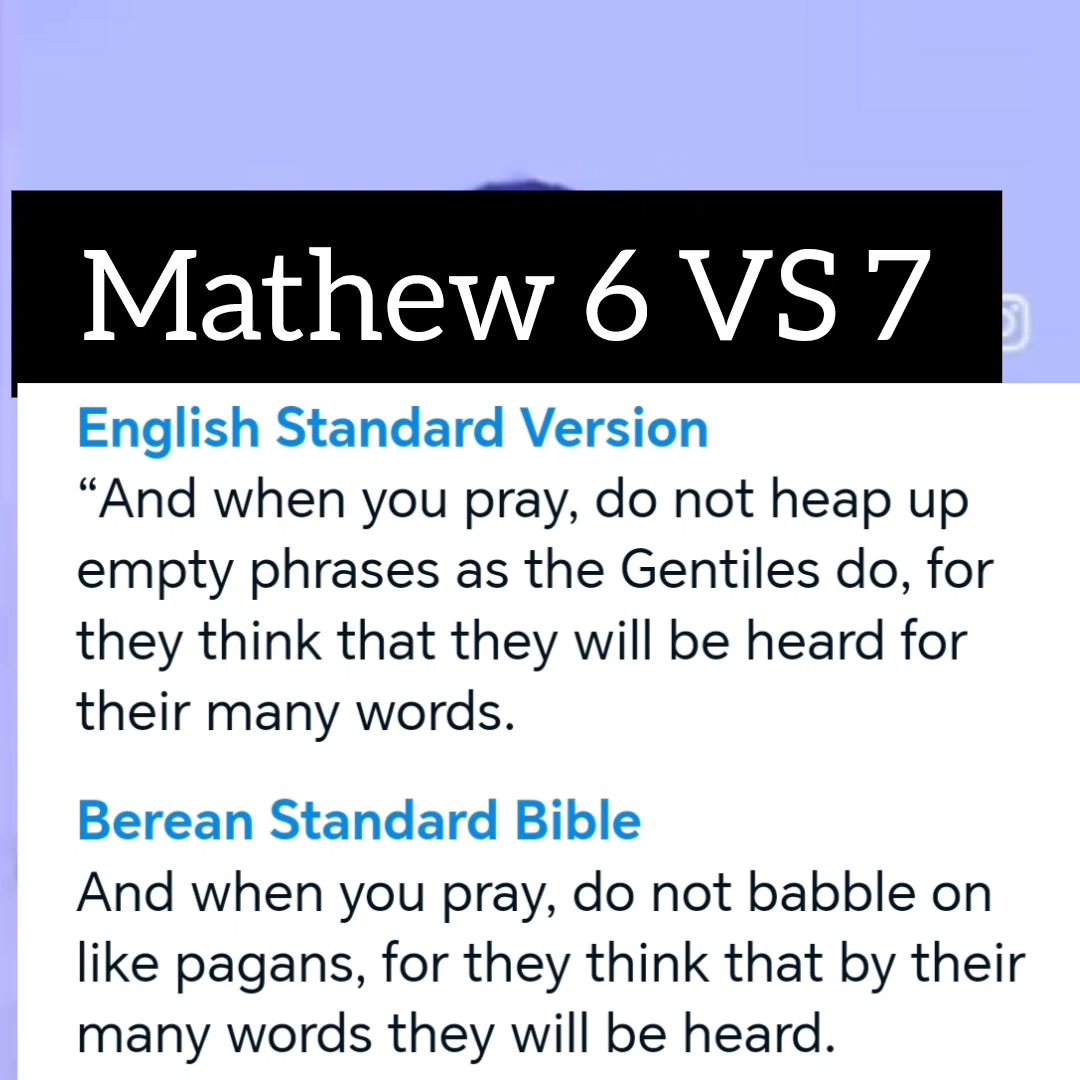 Mathew 6 VS 7
English Standard Version
“And when you pray, do not heap up
empty phrases as the Gentiles do, for
they think that they will be heard for
their many words.
Berean Standard Bible
And when you pray, do not babble on
like pagans, for they think that by their
many words they will be heard.